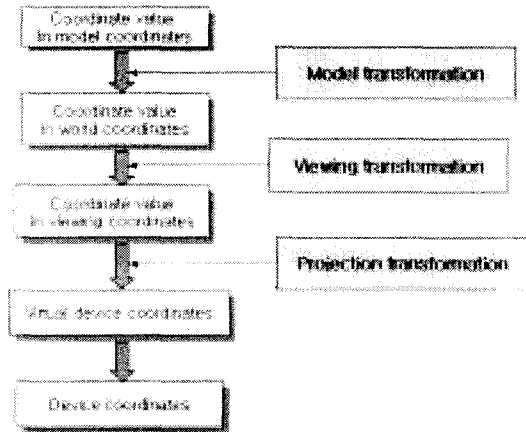 Coordinate value
in model coordinates
Model transformation
Coordinate value
in world coordinates
Viewing transformation
Coordinate value
in viewing coordinates
Projection transformation
Virtual device coordinates
Device coordinates